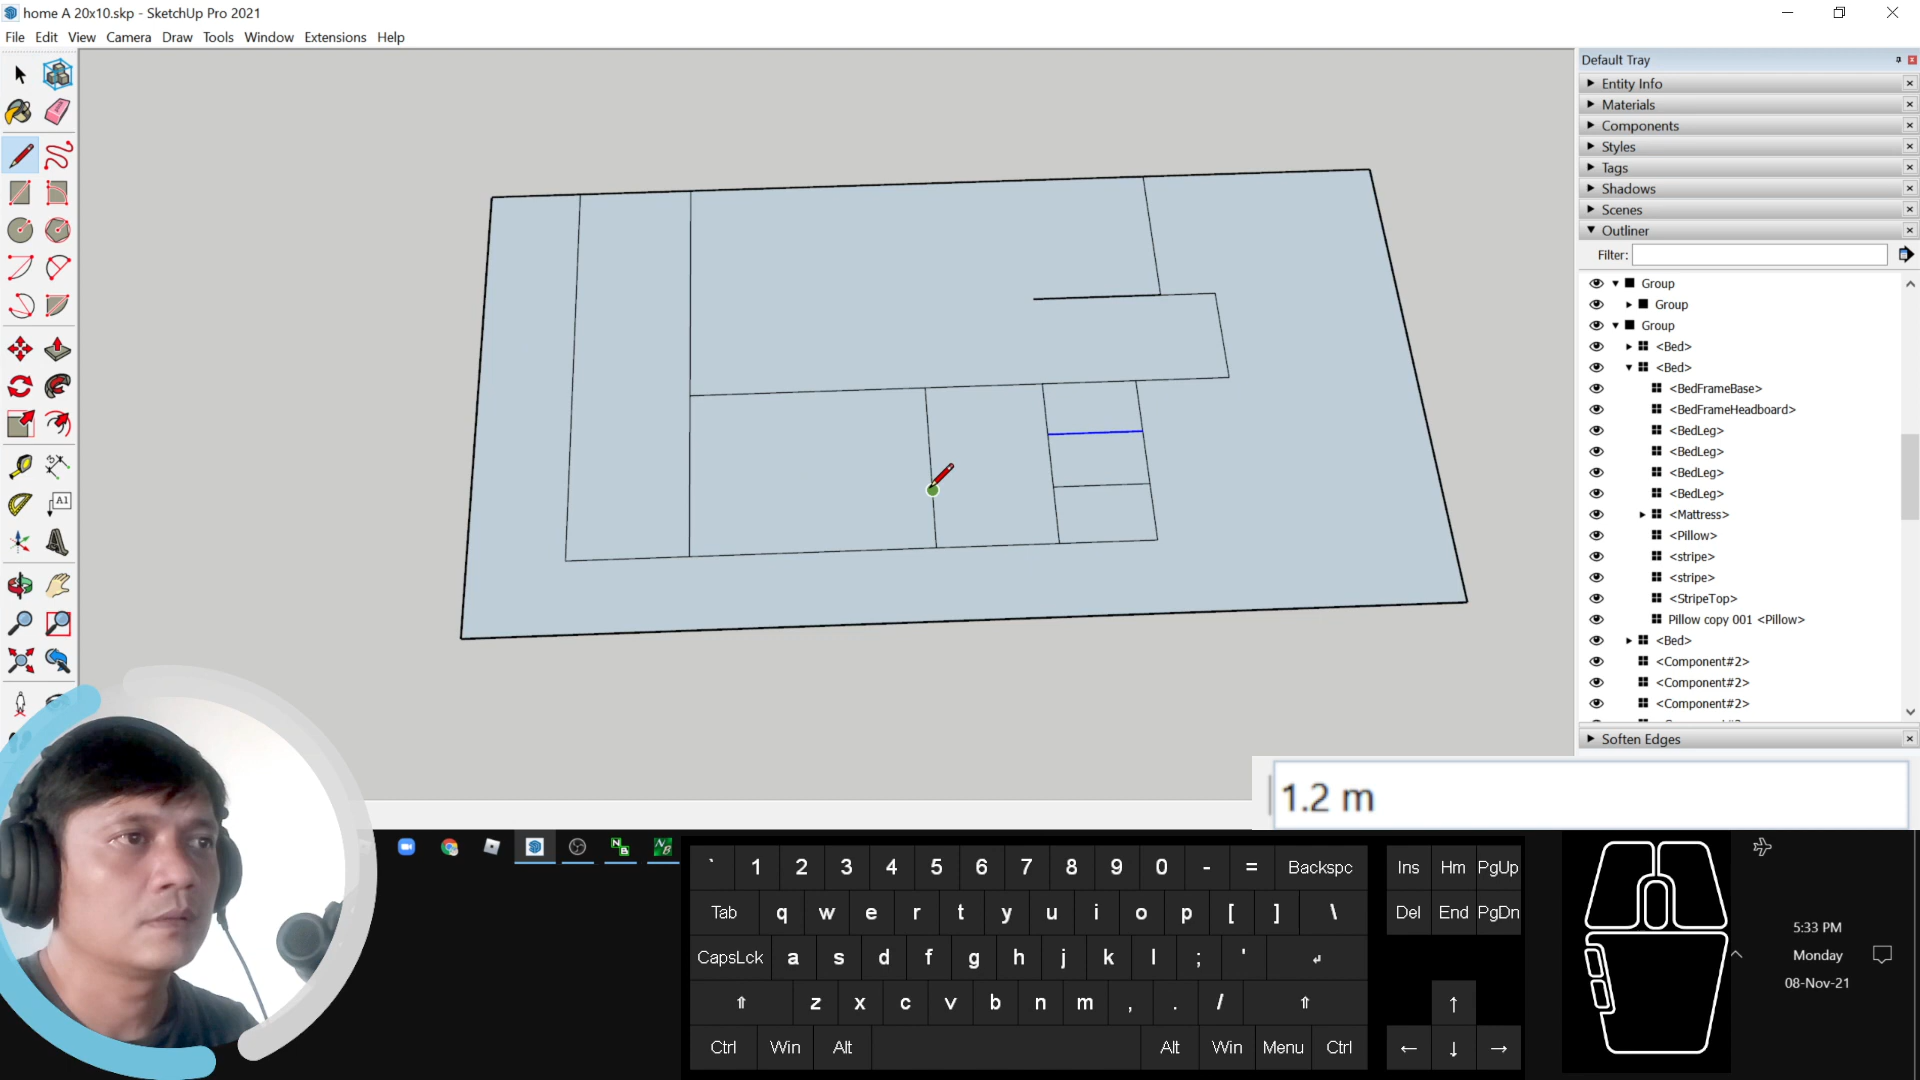 home A 20x10.skp - SketchUp Pro 2021
File Edit View Camera Draw Tools Window Extensions Help
Default Tray
Entity Info
Materials
Components
Styles
Tags
Shadows
Scenes
Outliner
Filter:
Group
Group
Group
<Bed>
<Bed>
<BedFrameBase>
<BedFrameHeadboard>
<BedLeg>
<BedLeg>
<BedLeg>
<BedLeg>
<Mattress>
<Pillow>
<stripe>
<stripe>
<StripeTop>
Pillow copy 001 <Pillow>
<Bed>
<Component#2>
<Component#2>
<Component#2>
Soften Edges
A1
1.2 m
` 1 2 3 4 5 6 7 8 9 0 - = Backspc Ins Hm PgUp
Tab q w e r t y u i o p [ ] \ Del End PgDn
CapsLck a s d f g h j k l ; ' ↵
⇧ z x c v b n m , . / ⇧ ↑
Ctrl Win Alt Alt Win Menu Ctrl ← ↓ →
5:33 PM
Monday
08-Nov-21